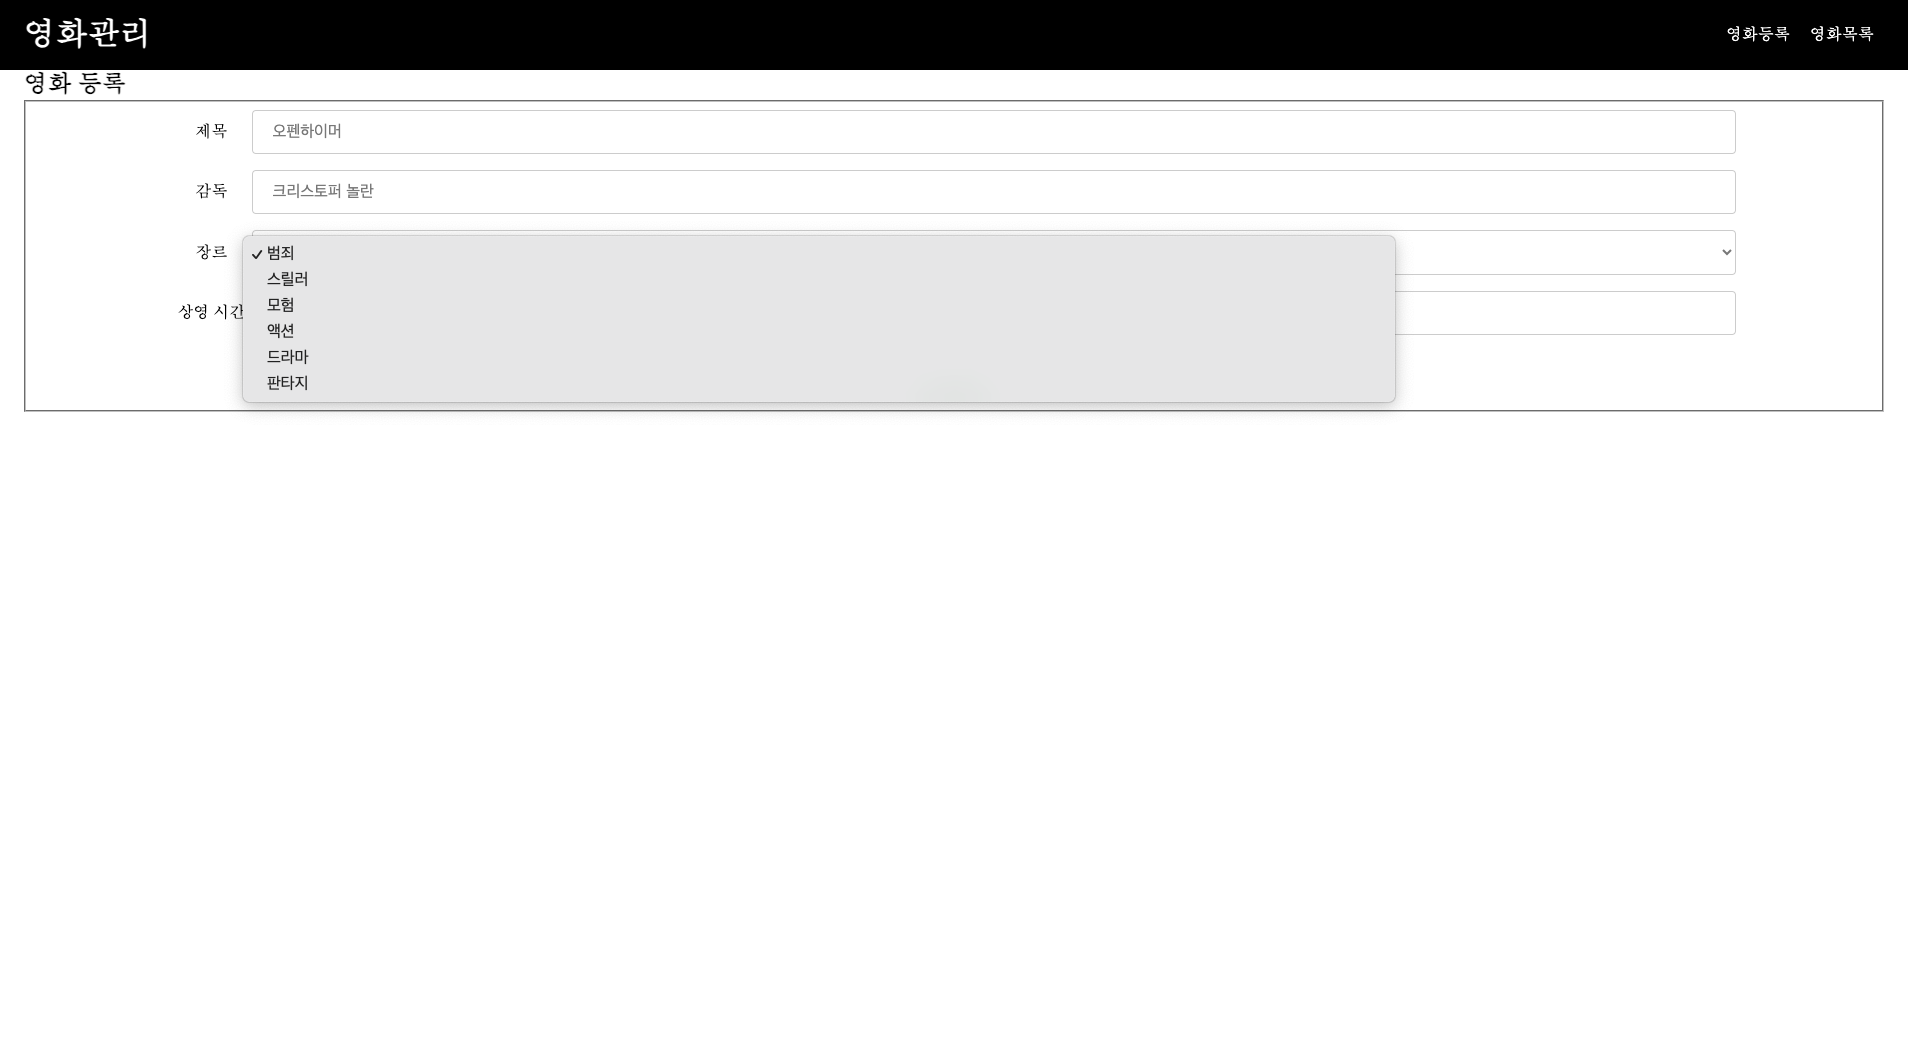 영화관리
영화등록 영화목록
영화 등록
제목 오펜하이머
감독 크리스토퍼 놀란
장르
범죄
스릴러
모험
액션
드라마
판타지
상영 시간